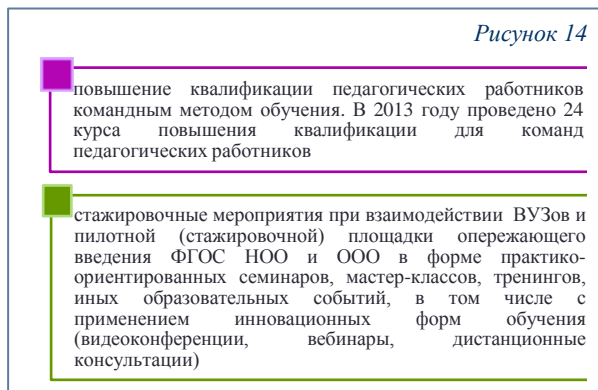 Рисунок 14
повышение квалификации педагогических работников
командным методом обучения. В 2013 году проведено 24
курса повышения квалификации для команд
педагогических работников
стажировочные мероприятия при взаимодействии ВУЗов и
пилотной (стажировочной) площадки опережающего
введения ФГОС НОО и ООО в форме практико-
ориентированных семинаров, мастер-классов, тренингов,
иных образовательных событий, в том числе с
применением инновационных форм обучения
(видеоконференции, вебинары, дистанционные
консультации)